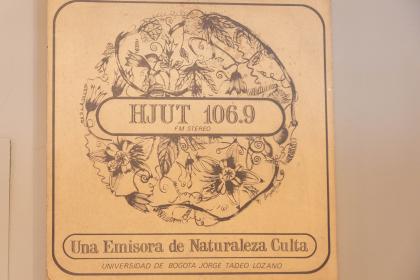 HJUT 106.9
FM STEREO
Una Emisora de Naturaleza Culta
UNIVERSIDAD DE BOGOTA JORGE TADEO LOZANO